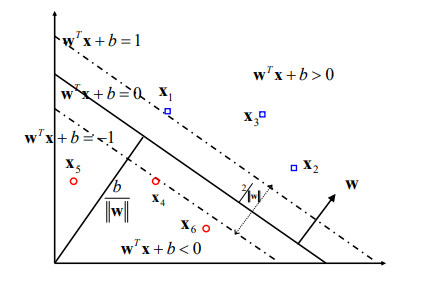 w^T x + b = 1
w^T x + b > 0
w^T x + b = 0
x_1
x_3
w^T x + b = −1
x_5
x_2
b/‖w‖
x_4
2/‖w‖
w
x_6
w^T x + b < 0